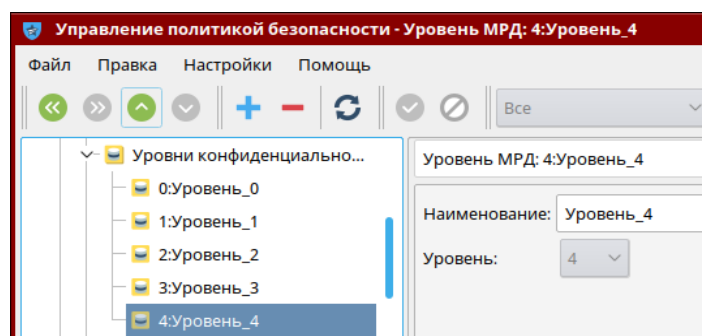 Управление политикой безопасности - Уровень МРД: 4:Уровень_4
Файл Правка Настройки Помощь
Все
Уровни конфиденциально...
0:Уровень_0
1:Уровень_1
2:Уровень_2
3:Уровень_3
4:Уровень_4
Уровень МРД: 4:Уровень_4
Наименование: Уровень_4
Уровень: 4